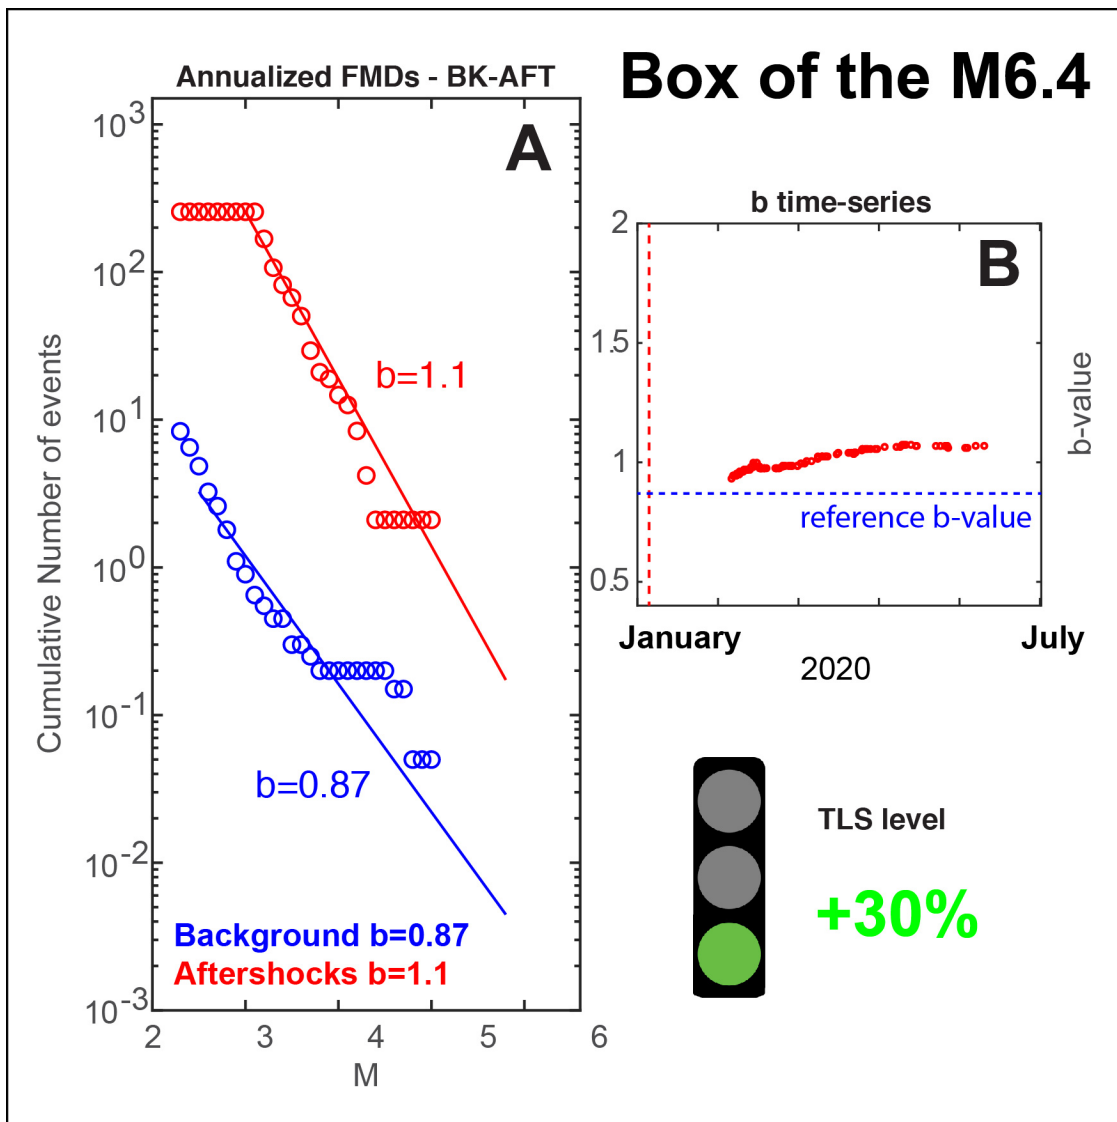 Box of the M6.4
Annualized FMDs - BK-AFT
A
10^3
10^2
10^1
10^0
10^-1
10^-2
10^-3
Cumulative Number of events
b=1.1
b=0.87
Background b=0.87
Aftershocks b=1.1
2 3 4 5 6
M
b time-series
B
2
1.5
1
0.5
b-value
reference b-value
January July
2020
TLS level
+30%